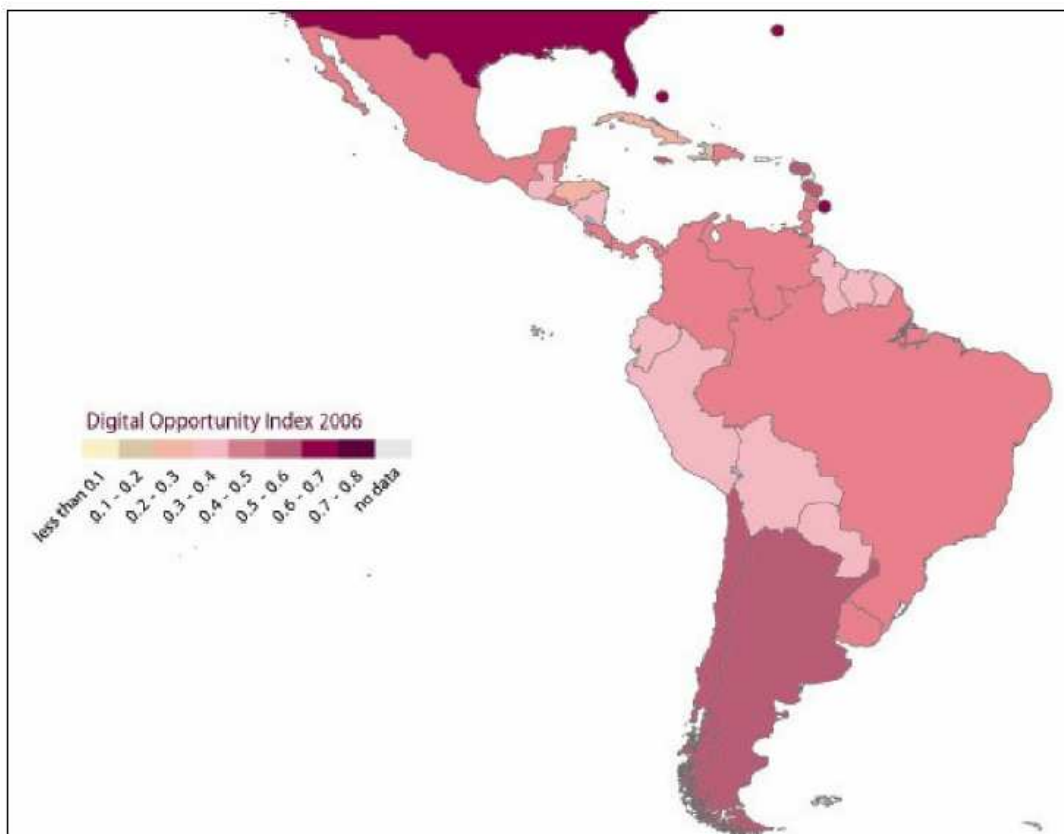 Digital Opportunity Index 2006
less than 0.1
0.1 - 0.2
0.2 - 0.3
0.3 - 0.4
0.4 - 0.5
0.5 - 0.6
0.6 - 0.7
0.7 - 0.8
no data